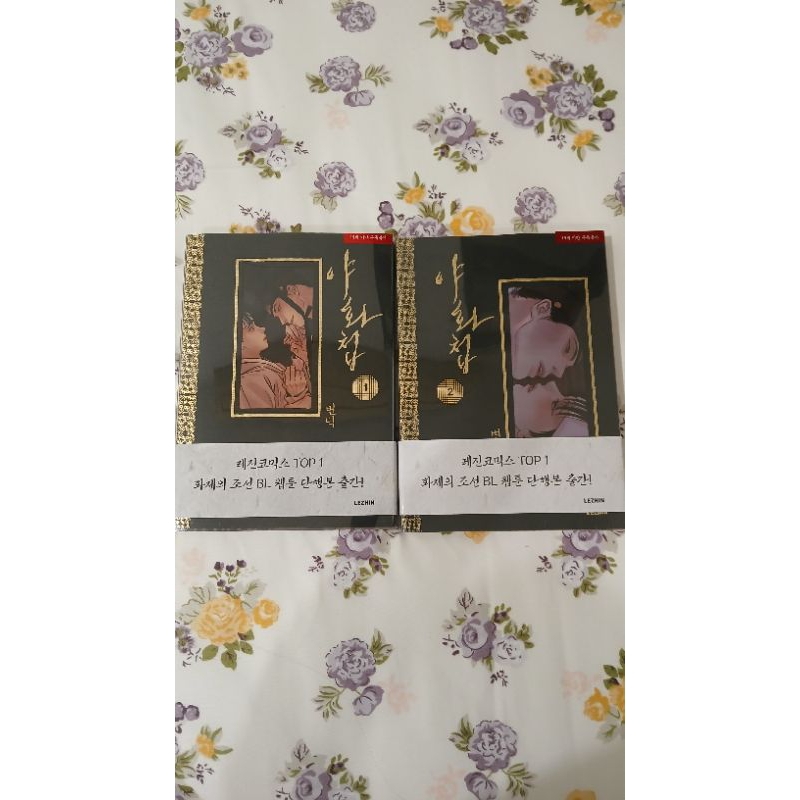 야화첩
1
변덕
레진코믹스 TOP 1
화제의 조선 BL 웹툰 단행본 출간!
LEZHIN
야화첩
2
레진코믹스 TOP 1
화제의 조선 BL 웹툰 단행본 출간!
LEZHIN